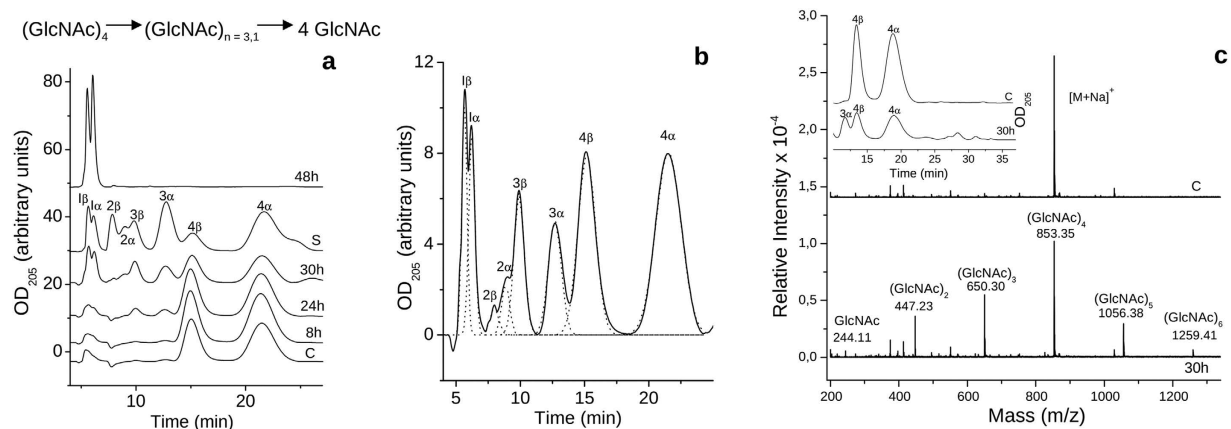 (GlcNAc)4 → (GlcNAc)n = 3,1 → 4 GlcNAc
a
OD205 (arbitrary units)
80
60
40
20
0
48h
Iβ
Iα
2β
2α
3β
3α
4β
4α
S
30h
24h
8h
C
10
20
Time (min)
b
OD205 (arbitrary units)
12
8
4
0
Iβ
Iα
2β
2α
3β
3α
4β
4α
5
10
15
20
Time (min)
c
Relative Intensity x 10-4
3,0
2,5
2,0
1,5
1,0
0,5
0,0
4β
4α
C
3α
4β
4α
30h
OD205
15
20
25
30
35
Time (min)
[M+Na]+
C
(GlcNAc)4
853.35
(GlcNAc)3
650.30
(GlcNAc)2
447.23
GlcNAc
244.11
(GlcNAc)5
1056.38
(GlcNAc)6
1259.41
30h
200
400
600
800
1000
1200
Mass (m/z)